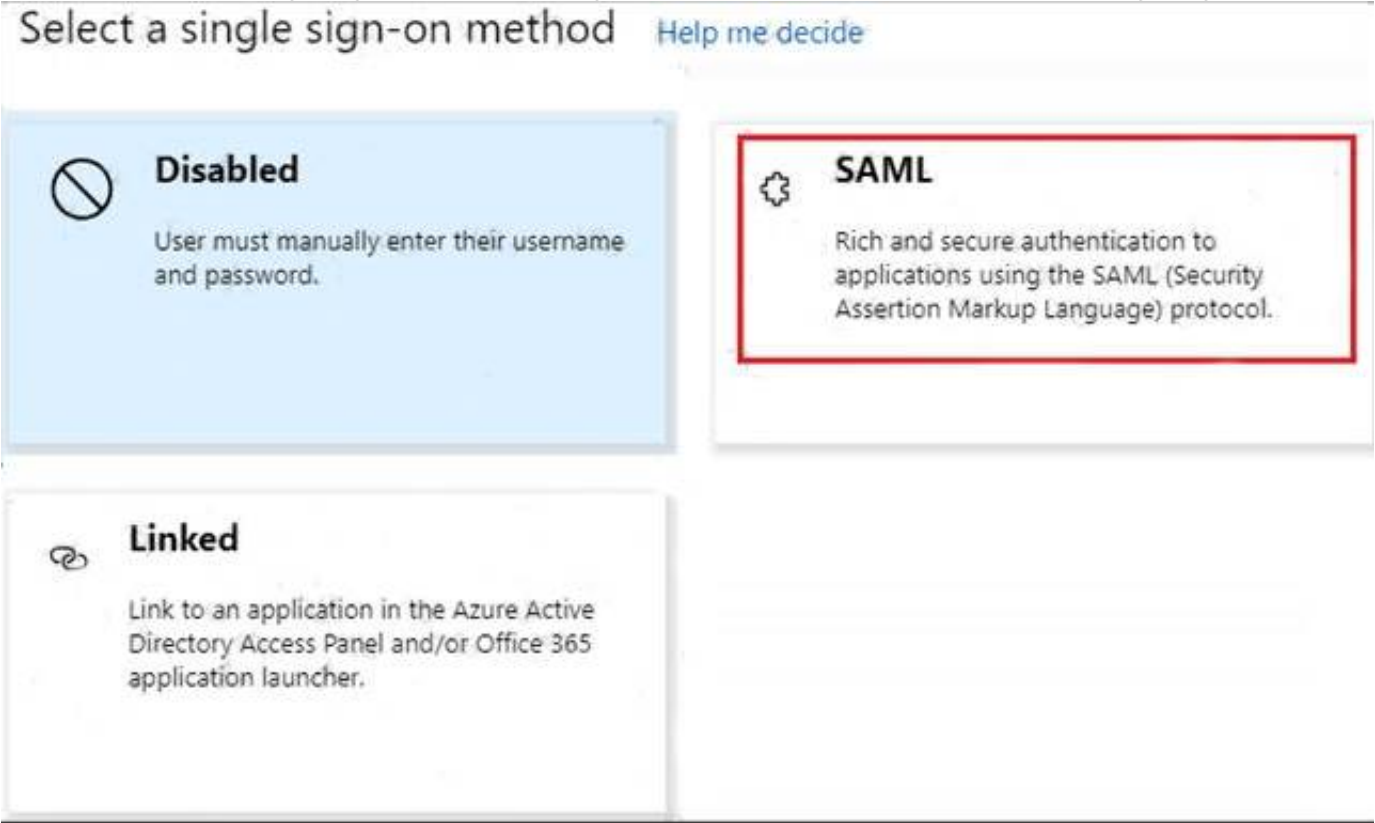 Select a single sign-on method Help me decide
Disabled
User must manually enter their username
and password.
SAML
Rich and secure authentication to
applications using the SAML (Security
Assertion Markup Language) protocol.
Linked
Link to an application in the Azure Active
Directory Access Panel and/or Office 365
application launcher.